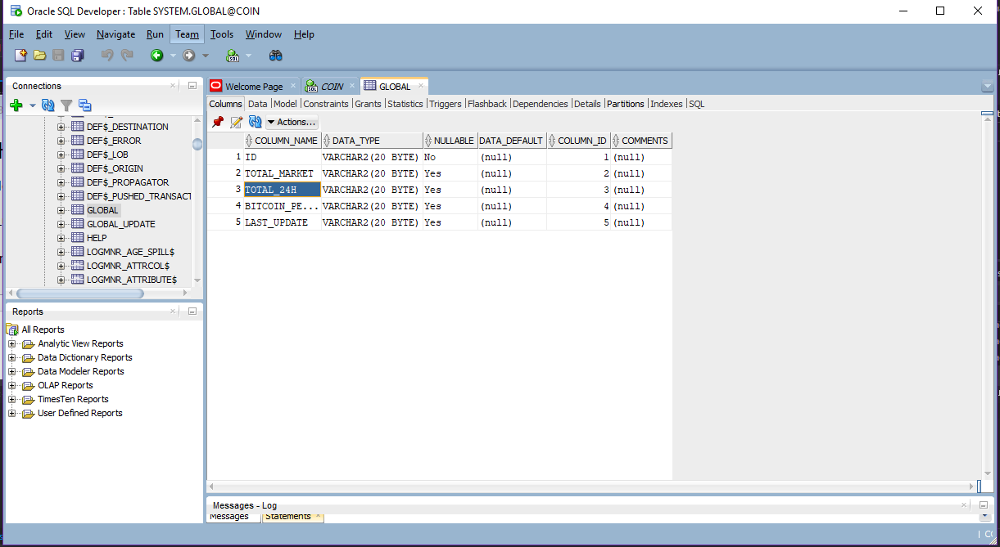 Oracle SQL Developer : Table SYSTEM.GLOBAL@COIN
File Edit View Navigate Run Team Tools Window Help
Connections
DEF$_DESTINATION
DEF$_ERROR
DEF$_LOB
DEF$_ORIGIN
DEF$_PROPAGATOR
DEF$_PUSHED_TRANSACT
GLOBAL
GLOBAL_UPDATE
HELP
LOGMNR_AGE_SPILL$
LOGMNR_ATTRCOL$
LOGMNR_ATTRIBUTE$
Reports
All Reports
Analytic View Reports
Data Dictionary Reports
Data Modeler Reports
OLAP Reports
TimesTen Reports
User Defined Reports
Welcome Page COIN GLOBAL
Columns Data Model Constraints Grants Statistics Triggers Flashback Dependencies Details Partitions Indexes SQL
Actions...
COLUMN_NAME DATA_TYPE NULLABLE DATA_DEFAULT COLUMN_ID COMMENTS
1 ID VARCHAR2(20 BYTE) No (null) 1 (null)
2 TOTAL_MARKET VARCHAR2(20 BYTE) Yes (null) 2 (null)
3 TOTAL_24H VARCHAR2(20 BYTE) Yes (null) 3 (null)
4 BITCOIN_PE... VARCHAR2(20 BYTE) Yes (null) 4 (null)
5 LAST_UPDATE VARCHAR2(20 BYTE) Yes (null) 5 (null)
Messages - Log
Messages Statements